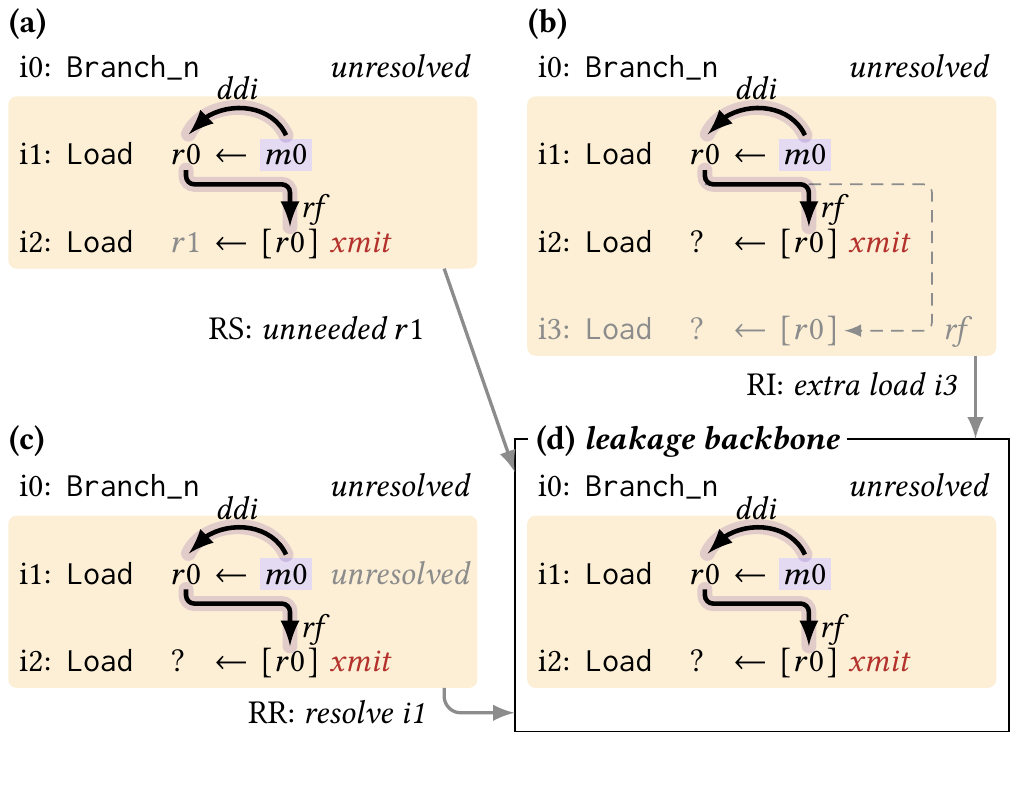 (a)
i0: Branch_n unresolved
ddi
i1: Load r0 ← m0
rf
i2: Load r1 ← [r0] xmit
RS: unneeded r1
(b)
i0: Branch_n unresolved
ddi
i1: Load r0 ← m0
rf
i2: Load ? ← [r0] xmit
i3: Load ? ← [r0] rf
RI: extra load i3
(c)
i0: Branch_n unresolved
ddi
i1: Load r0 ← m0 unresolved
rf
i2: Load ? ← [r0] xmit
RR: resolve i1
(d) leakage backbone
i0: Branch_n unresolved
ddi
i1: Load r0 ← m0
rf
i2: Load ? ← [r0] xmit